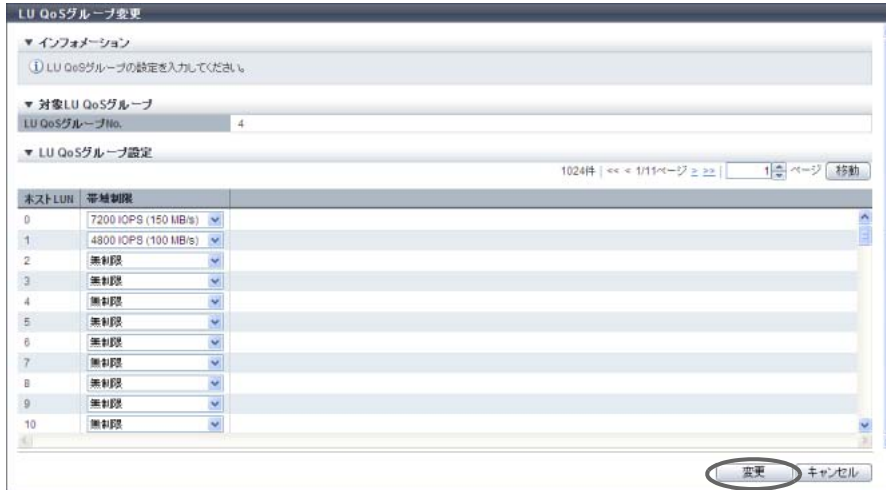 LU QoSグループ変更
▼ インフォメーション
LU QoSグループの設定を入力してください。
▼ 対象LU QoSグループ
LU QoSグループNo. 4
▼ LU QoSグループ設定
1024件 | << < 1/11ページ > >> | 1 ページ 移動
ホストLUN 帯域制限
0 7200 IOPS (150 MB/s)
1 4800 IOPS (100 MB/s)
2 無制限
3 無制限
4 無制限
5 無制限
6 無制限
7 無制限
8 無制限
9 無制限
10 無制限
変更 キャンセル